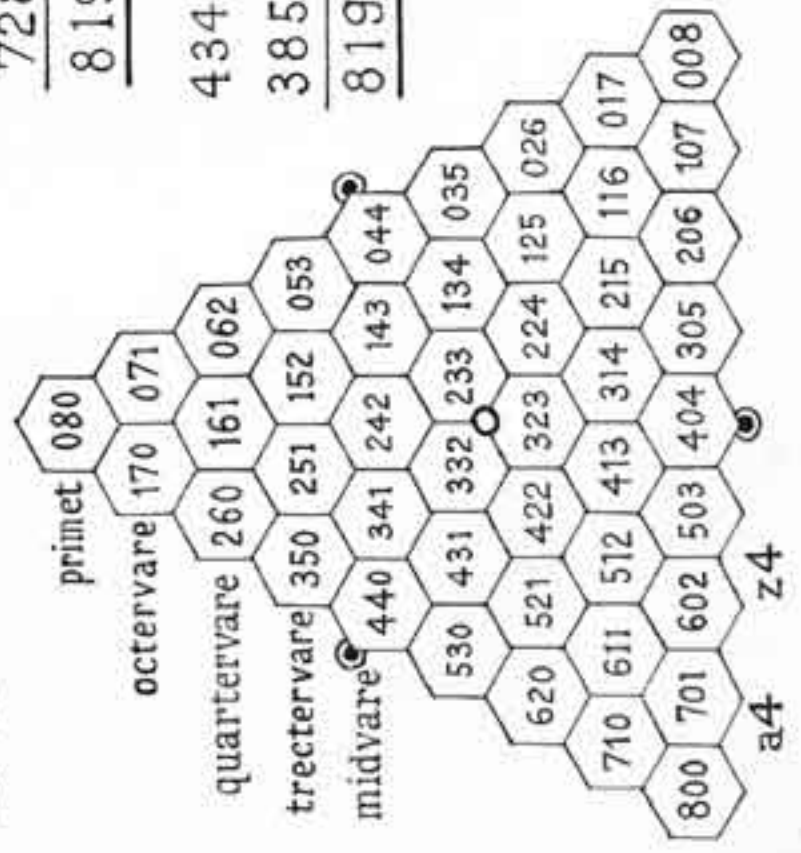 728
primet 080
819
octervare 170 071
quartervare 260 161 062
434
trectervare 350 251 152 053
385
midvare 440 341 242 143 044
819
530 431 332 233 134 035
620 521 422 323 224 125 026
710 611 512 413 314 215 116 017
800 701 602 503 404 305 206 107 008
a4 z4